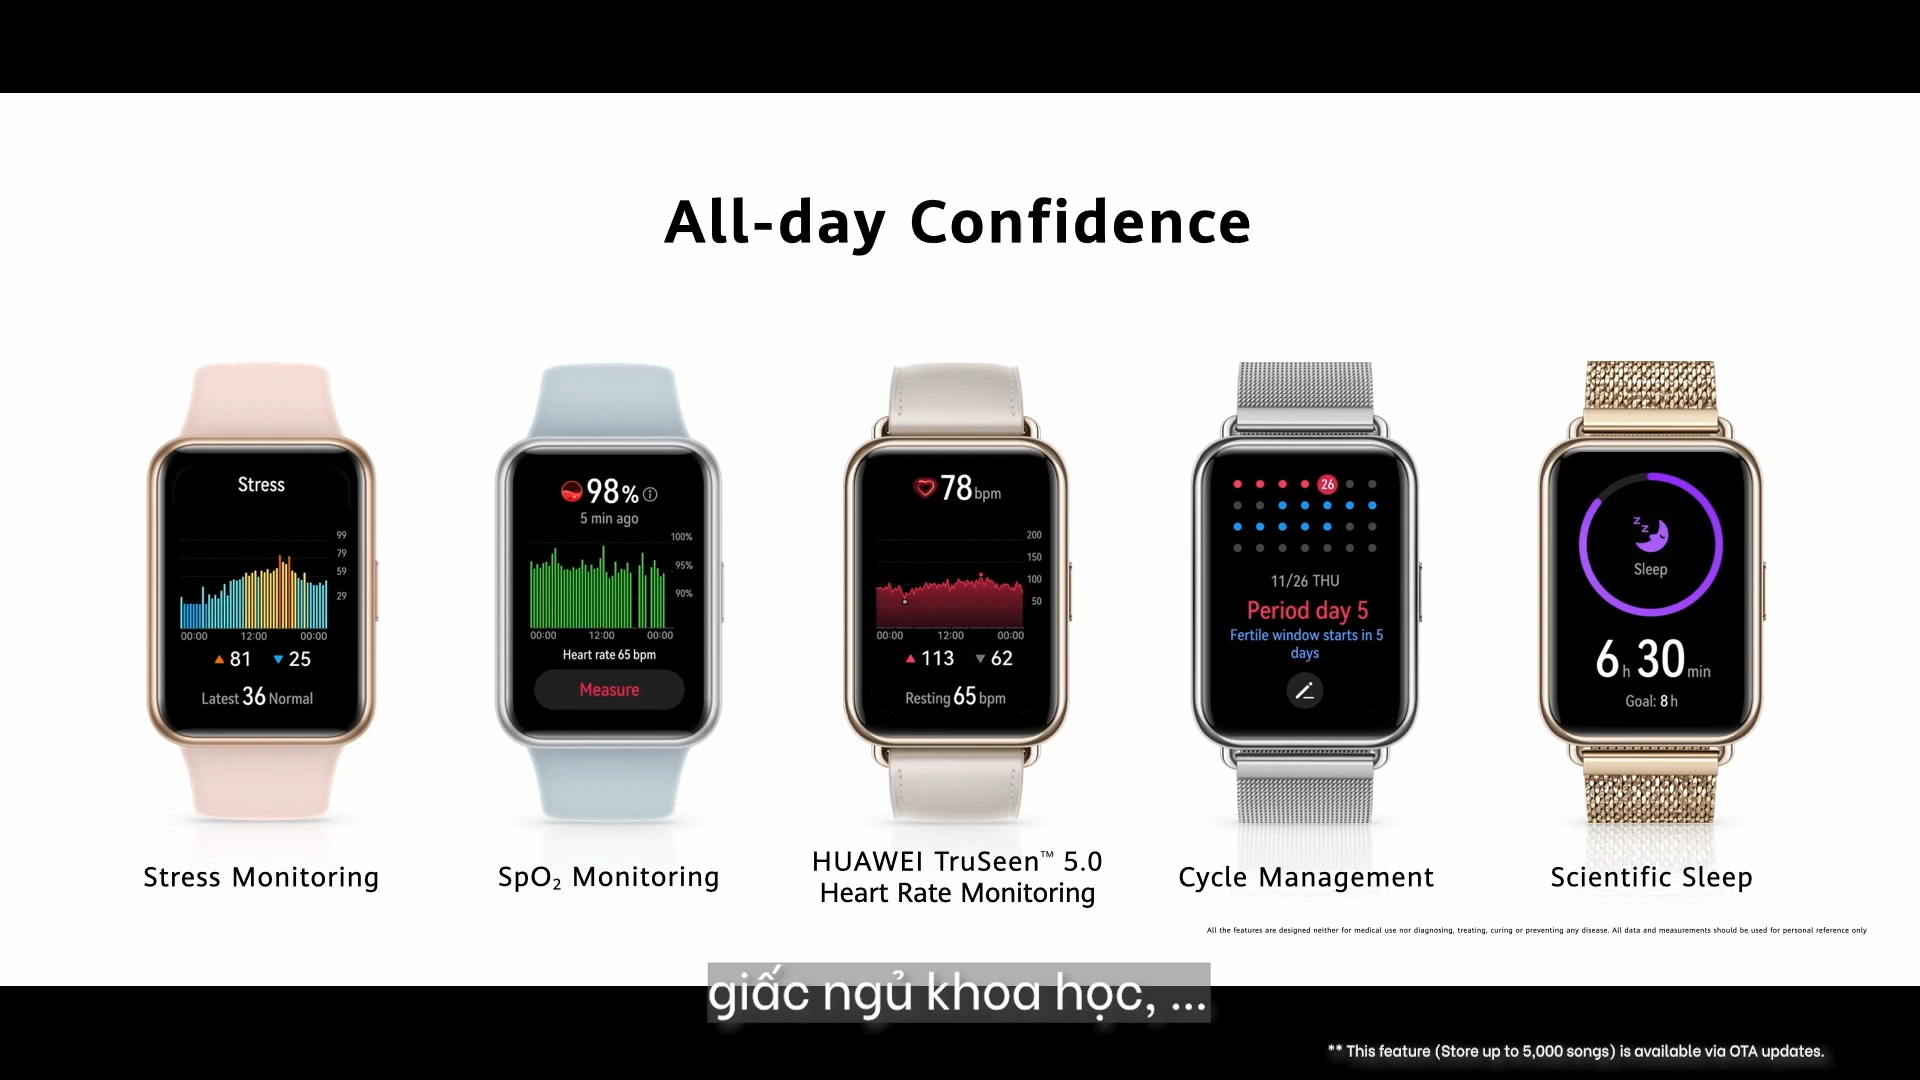 All-day Confidence
Stress
99
79
59
29
00:00 12:00 00:00
81 25
Latest 36 Normal
Stress Monitoring
98%
5 min ago
100%
95%
90%
00:00 12:00 00:00
Heart rate 65 bpm
Measure
SpO₂ Monitoring
78 bpm
200
150
100
50
00:00 12:00 00:00
113 62
Resting 65 bpm
HUAWEI TruSeen™ 5.0
Heart Rate Monitoring
26
11/26 THU
Period day 5
Fertile window starts in 5
days
Cycle Management
z z
Sleep
6 h 30 min
Goal: 8 h
Scientific Sleep
All the features are designed neither for medical use nor diagnosing, treating, curing or preventing any disease. All data and measurements should be used for personal reference only
giấc ngủ khoa học, ...
** This feature (Store up to 5,000 songs) is available via OTA updates.